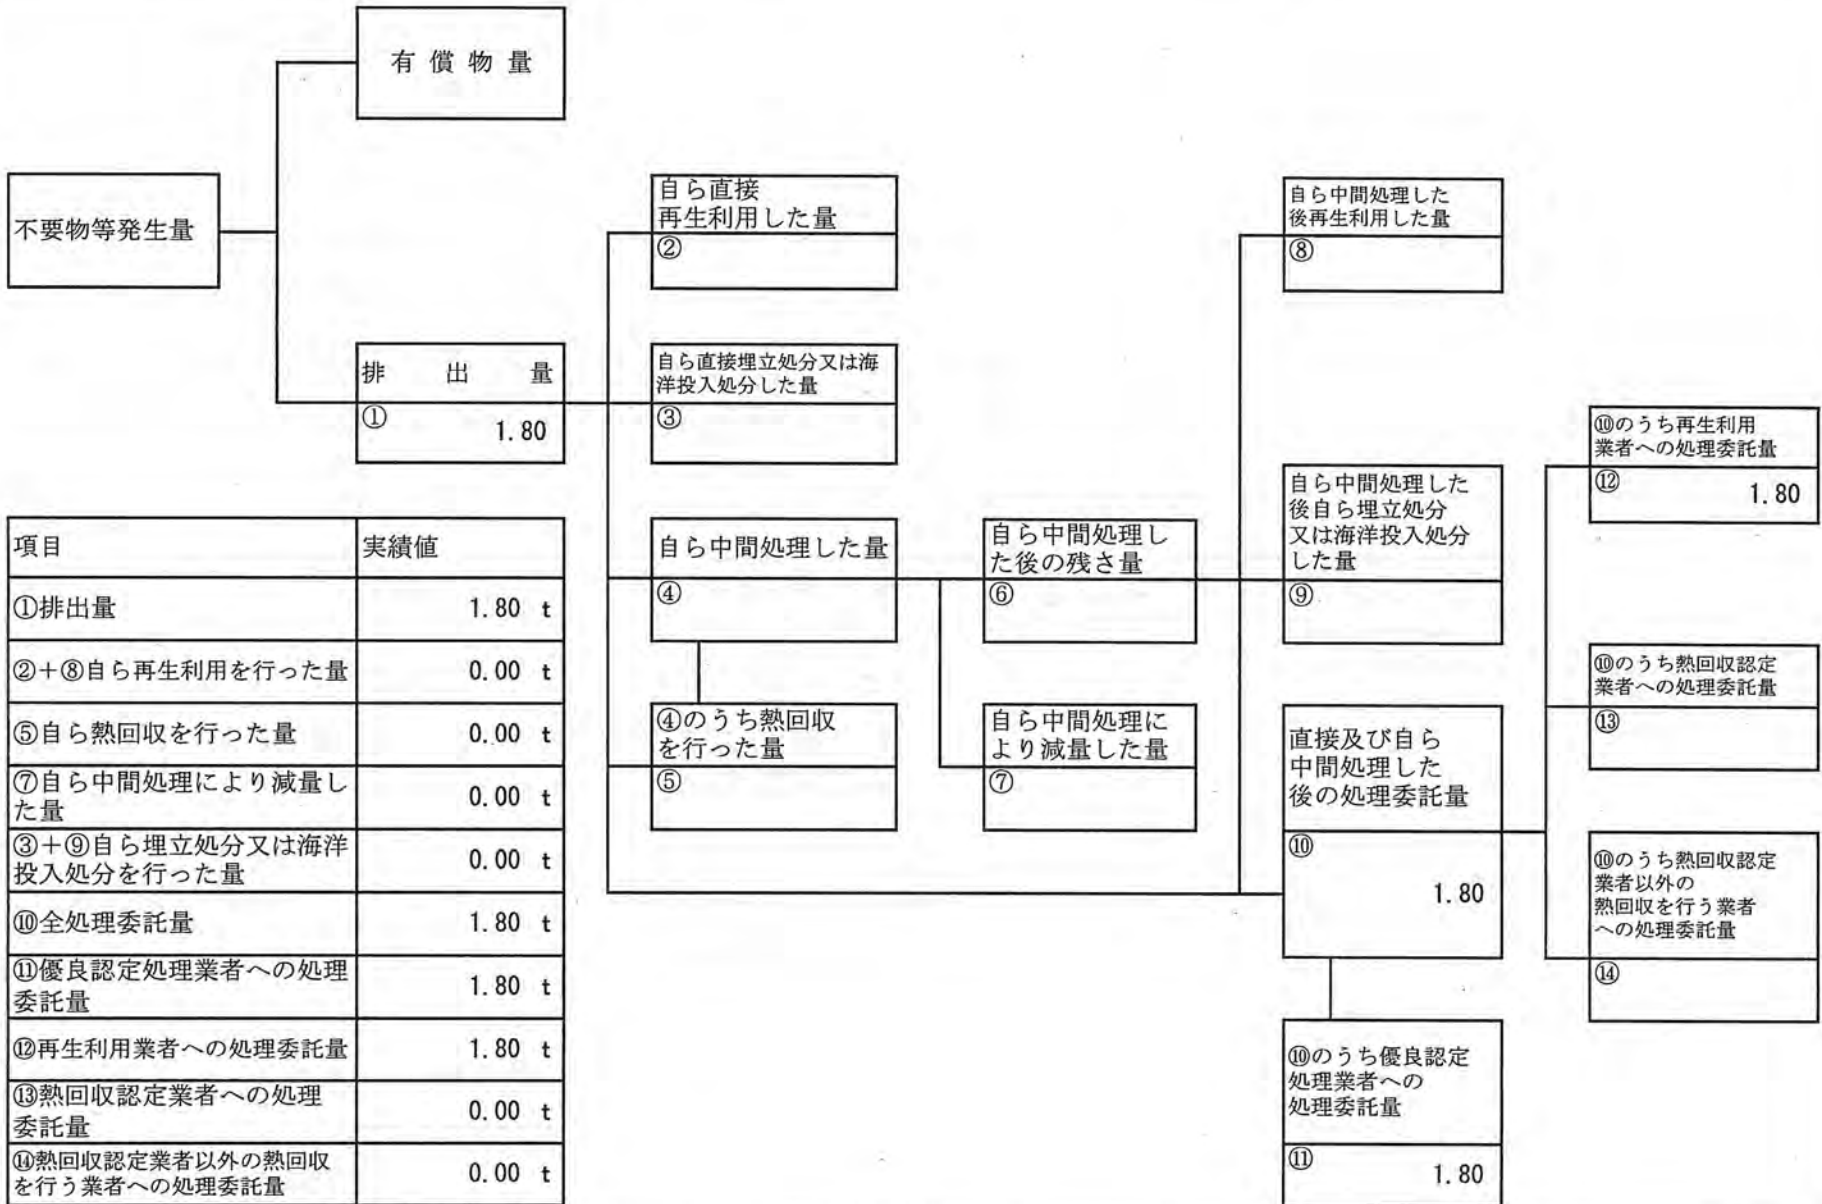 有償物量
不要物等発生量
排出量
①
1.80
自ら直接
再生利用した量
②
自ら直接埋立処分又は海
洋投入処分した量
③
自ら中間処理した量
④
④のうち熱回収
を行った量
⑤
自ら中間処理し
た後の残さ量
⑥
自ら中間処理に
より減量した量
⑦
自ら中間処理した
後再生利用した量
⑧
自ら中間処理した
後自ら埋立処分
又は海洋投入処分
した量
⑨
直接及び自ら
中間処理した
後の処理委託量
⑩
1.80
⑩のうち優良認定
処理業者への
処理委託量
⑪
1.80
⑩のうち再生利用
業者への処理委託量
⑫
1.80
⑩のうち熱回収認定
業者への処理委託量
⑬
⑩のうち熱回収認定
業者以外の
熱回収を行う業者
への処理委託量
⑭
項目 実績値
①排出量 1.80 t
②+⑧自ら再生利用を行った量 0.00 t
⑤自ら熱回収を行った量 0.00 t
⑦自ら中間処理により減量し
た量 0.00 t
③+⑨自ら埋立処分又は海洋
投入処分を行った量 0.00 t
⑩全処理委託量 1.80 t
⑪優良認定処理業者への処理
委託量 1.80 t
⑫再生利用業者への処理委託量 1.80 t
⑬熱回収認定業者への処理
委託量 0.00 t
⑭熱回収認定業者以外の熱回収
を行う業者への処理委託量 0.00 t